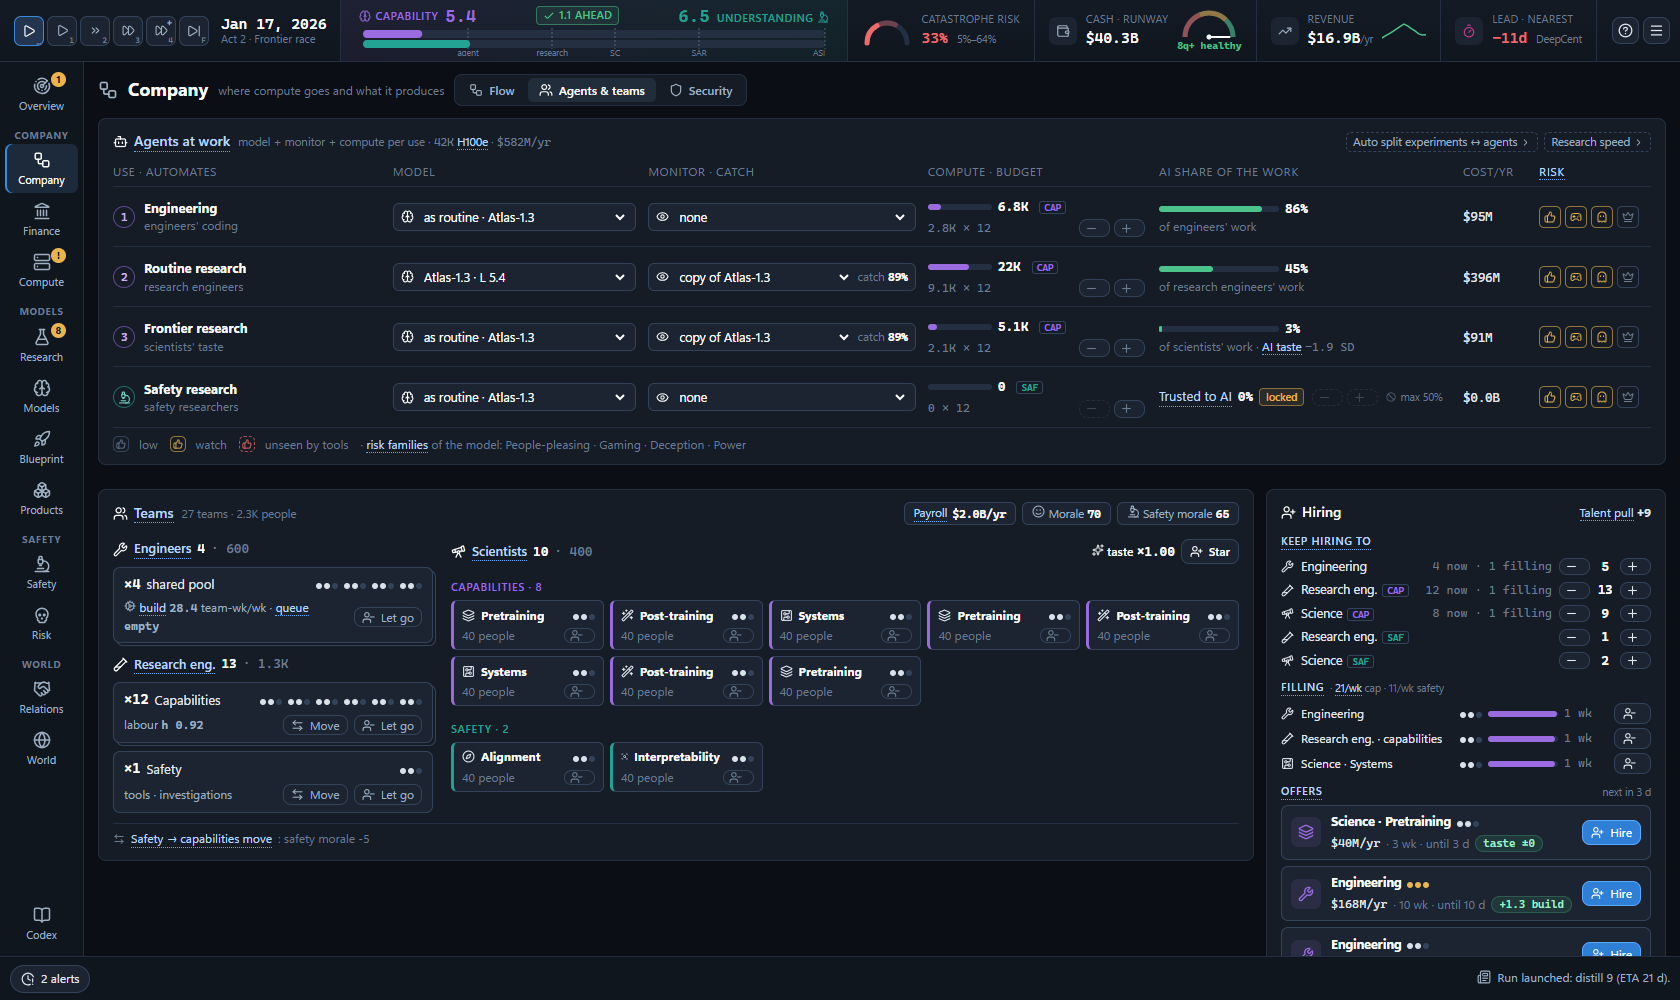 1 2 3 4 F
Jan 17, 2026
Act 2 · Frontier race
CAPABILITY 5.4
1.1 AHEAD
6.5 UNDERSTANDING
agent research SC SAR ASI
CATASTROPHE RISK
33% 5%–64%
CASH · RUNWAY
$40.3B
8q+ healthy
REVENUE
$16.9B/yr
LEAD · NEAREST
−11d DeepCent
1
Overview
COMPANY
Company
Finance
!
Compute
MODELS
8
Research
Models
Blueprint
Products
SAFETY
Safety
Risk
WORLD
Relations
World
Codex
Company where compute goes and what it produces
Flow Agents & teams Security
Agents at work model + monitor + compute per use · 42K H100e · $582M/yr
Auto split experiments ↔ agents › Research speed ›
USE · AUTOMATES MODEL MONITOR · CATCH COMPUTE · BUDGET AI SHARE OF THE WORK COST/YR RISK
1 Engineering
engineers' coding
as routine · Atlas-1.3
none
6.8K CAP
2.8K × 12 − +
86%
of engineers' work
$95M
2 Routine research
research engineers
Atlas-1.3 · L 5.4
copy of Atlas-1.3 catch 89%
22K CAP
9.1K × 12 − +
45%
of research engineers' work
$396M
3 Frontier research
scientists' taste
as routine · Atlas-1.3
copy of Atlas-1.3 catch 89%
5.1K CAP
2.1K × 12 − +
3%
of scientists' work · AI taste −1.9 SD
$91M
Safety research
safety researchers
as routine · Atlas-1.3
none
0 SAF
0 × 12 − +
Trusted to AI 0% locked − + max 50%
$0.0B
low watch unseen by tools · risk families of the model: People-pleasing · Gaming · Deception · Power
Teams 27 teams · 2.3K people
Payroll $2.0B/yr Morale 70 Safety morale 65
Engineers 4 · 600
×4 shared pool
build 28.4 team-wk/wk · queue
empty
Let go
Research eng. 13 · 1.3K
×12 Capabilities
labour h 0.92 Move Let go
×1 Safety
tools · investigations Move Let go
Scientists 10 · 400
taste ×1.00 Star
CAPABILITIES · 8
Pretraining Post-training Systems Pretraining Post-training
40 people 40 people 40 people 40 people 40 people
Systems Post-training Pretraining
40 people 40 people 40 people
SAFETY · 2
Alignment Interpretability
40 people 40 people
Safety → capabilities move : safety morale -5
Hiring Talent pull +9
KEEP HIRING TO
Engineering 4 now · 1 filling − 5 +
Research eng. CAP 12 now · 1 filling − 13 +
Science CAP 8 now · 1 filling − 9 +
Research eng. SAF − 1 +
Science SAF − 2 +
FILLING · 21/wk cap · 11/wk safety
Engineering 1 wk
Research eng. · capabilities 1 wk
Science · Systems 1 wk
OFFERS next in 3 d
Science · Pretraining
$40M/yr · 3 wk · until 3 d taste ±0
Hire
Engineering
$168M/yr · 10 wk · until 10 d +1.3 build
Hire
Engineering
Hire
2 alerts
Run launched: distill 9 (ETA 21 d).